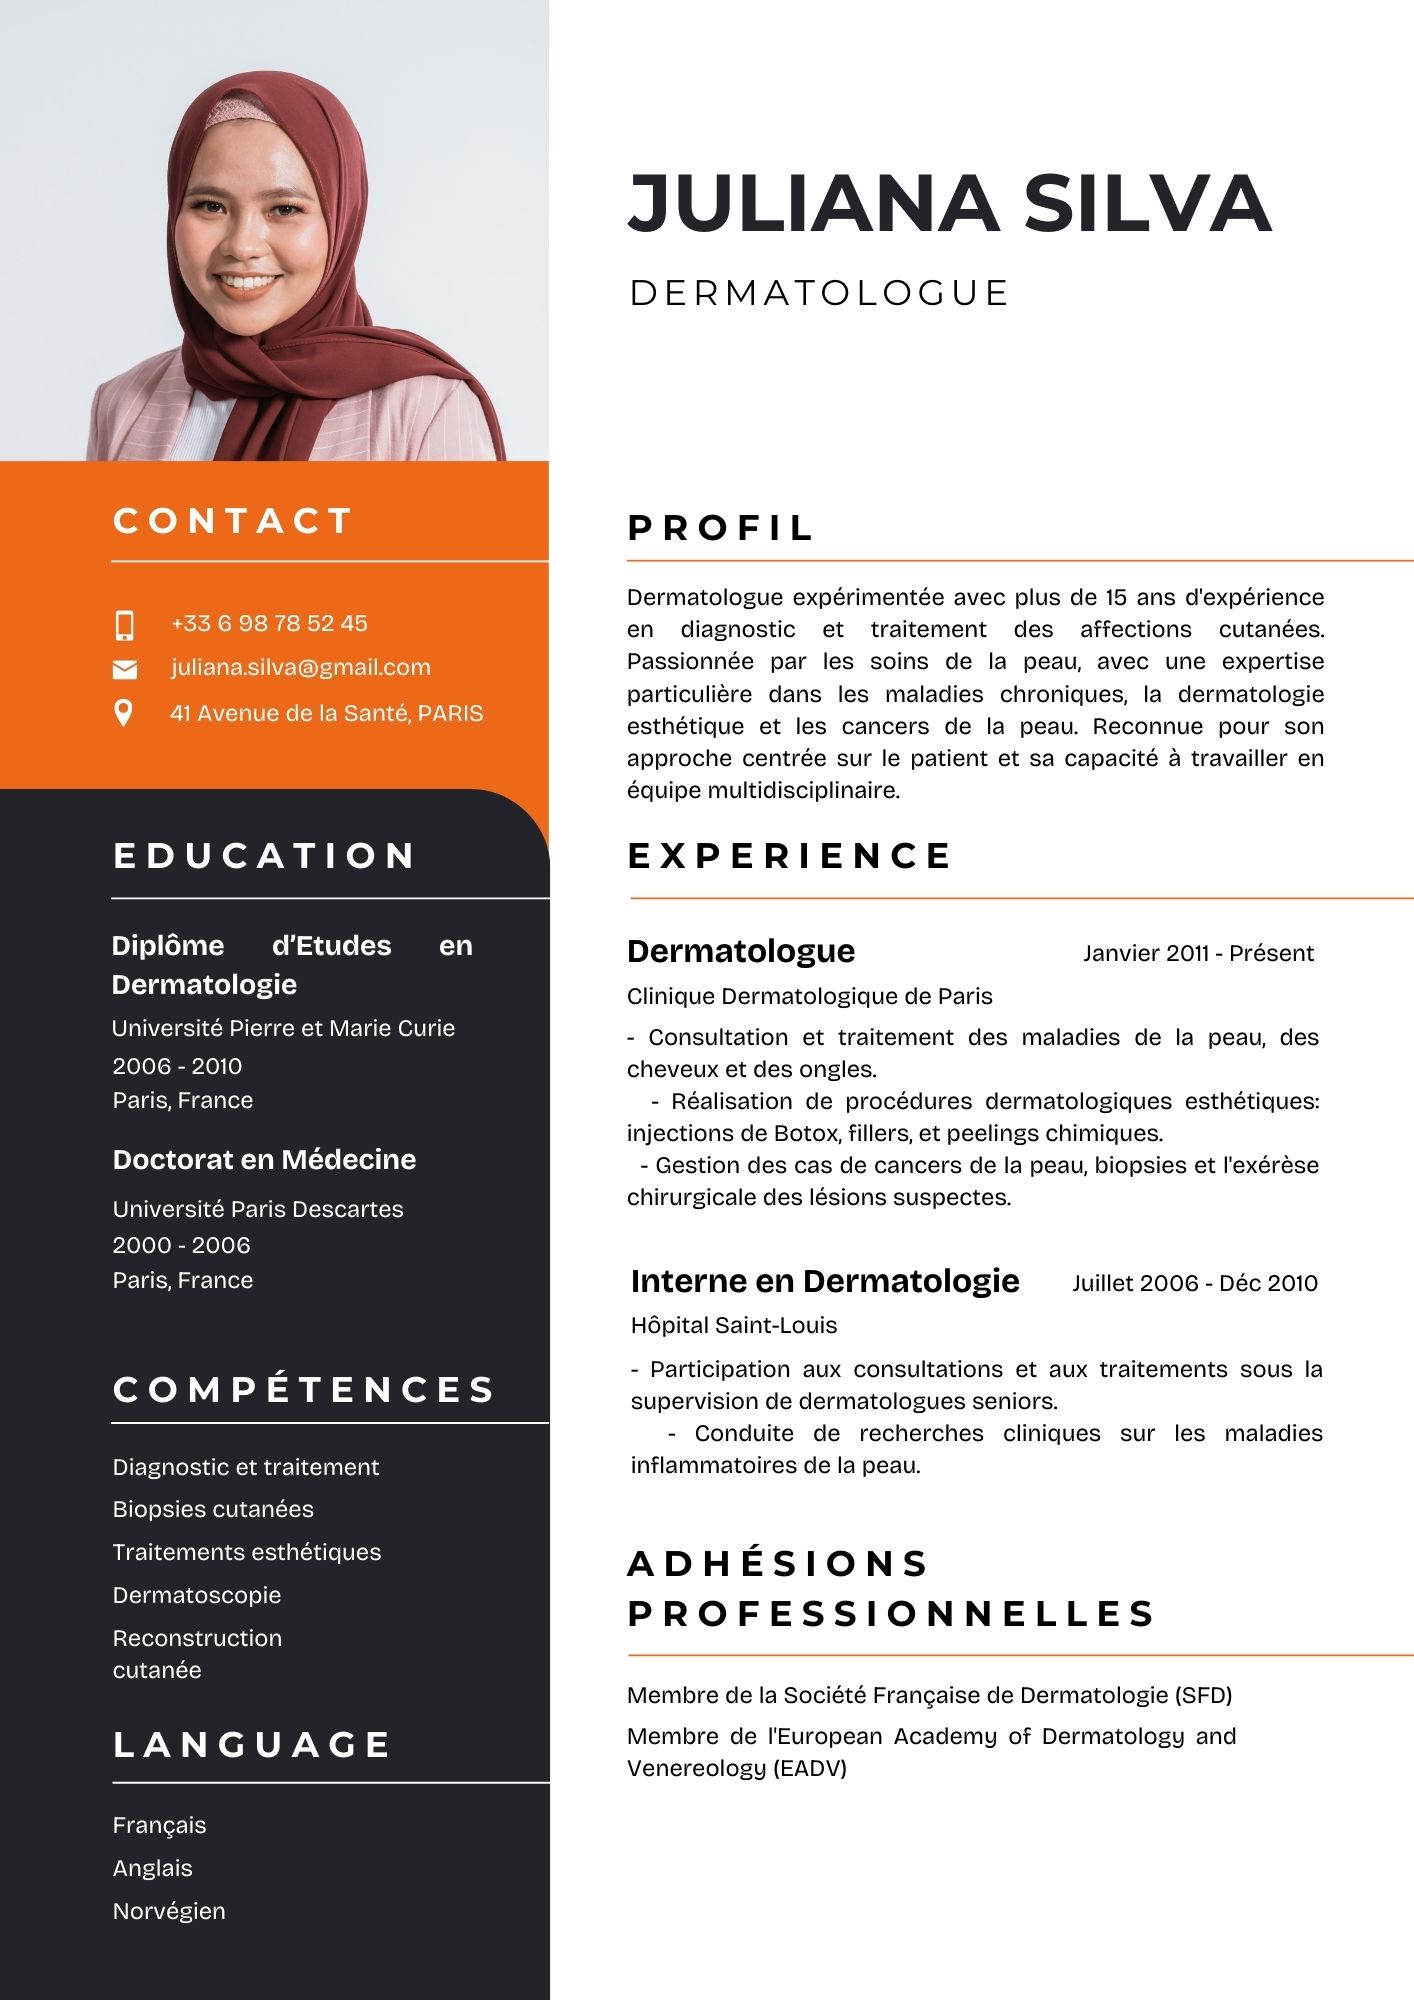 JULIANA SILVA
DERMATOLOGUE
CONTACT
+33 6 98 78 52 45
juliana.silva@gmail.com
41 Avenue de la Santé, PARIS
EDUCATION
Diplôme d’Etudes en
Dermatologie
Université Pierre et Marie Curie
2006 - 2010
Paris, France
Doctorat en Médecine
Université Paris Descartes
2000 - 2006
Paris, France
COMPÉTENCES
Diagnostic et traitement
Biopsies cutanées
Traitements esthétiques
Dermatoscopie
Reconstruction
cutanée
LANGUAGE
Français
Anglais
Norvégien
PROFIL
Dermatologue expérimentée avec plus de 15 ans d'expérience
en diagnostic et traitement des affections cutanées.
Passionnée par les soins de la peau, avec une expertise
particulière dans les maladies chroniques, la dermatologie
esthétique et les cancers de la peau. Reconnue pour son
approche centrée sur le patient et sa capacité à travailler en
équipe multidisciplinaire.
EXPERIENCE
Dermatologue Janvier 2011 - Présent
Clinique Dermatologique de Paris
- Consultation et traitement des maladies de la peau, des
cheveux et des ongles.
- Réalisation de procédures dermatologiques esthétiques:
injections de Botox, fillers, et peelings chimiques.
- Gestion des cas de cancers de la peau, biopsies et l'exérèse
chirurgicale des lésions suspectes.
Interne en Dermatologie Juillet 2006 - Déc 2010
Hôpital Saint-Louis
- Participation aux consultations et aux traitements sous la
supervision de dermatologues seniors.
- Conduite de recherches cliniques sur les maladies
inflammatoires de la peau.
ADHÉSIONS
PROFESSIONNELLES
Membre de la Société Française de Dermatologie (SFD)
Membre de l'European Academy of Dermatology and
Venereology (EADV)